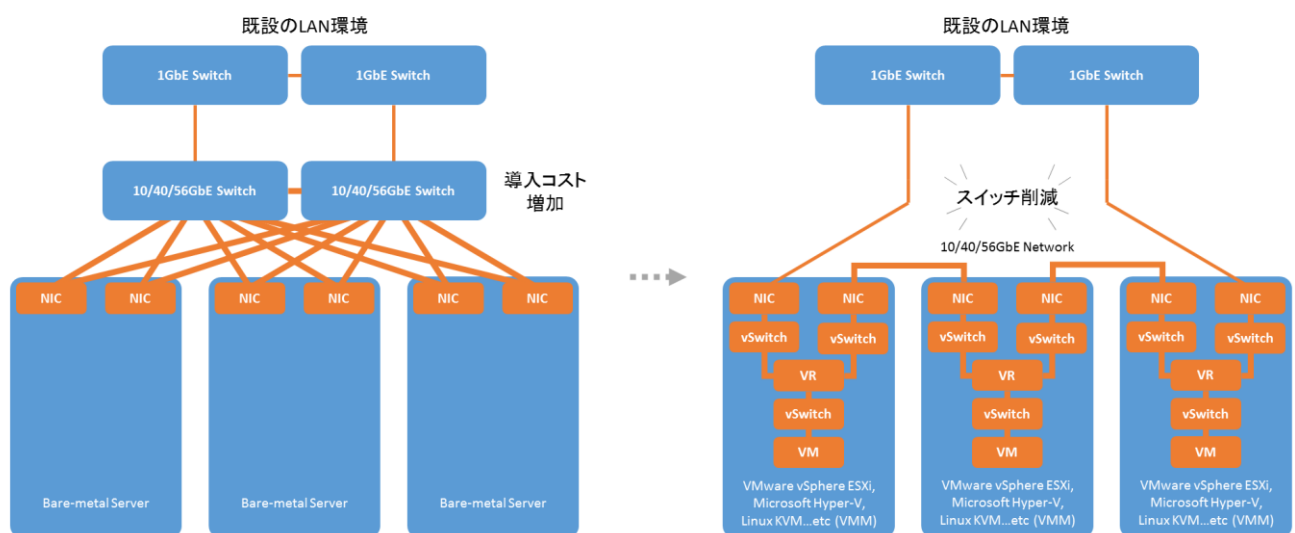 既設のLAN環境
1GbE Switch
1GbE Switch
10/40/56GbE Switch
10/40/56GbE Switch
導入コスト
増加
NIC
NIC
NIC
NIC
NIC
NIC
Bare-metal Server
Bare-metal Server
Bare-metal Server
既設のLAN環境
1GbE Switch
1GbE Switch
スイッチ削減
10/40/56GbE Network
NIC
NIC
NIC
NIC
NIC
NIC
vSwitch
vSwitch
vSwitch
vSwitch
vSwitch
vSwitch
VR
VR
VR
vSwitch
vSwitch
vSwitch
VM
VM
VM
VMware vSphere ESXi,
Microsoft Hyper-V,
Linux KVM...etc (VMM)
VMware vSphere ESXi,
Microsoft Hyper-V,
Linux KVM...etc (VMM)
VMware vSphere ESXi,
Microsoft Hyper-V,
Linux KVM...etc (VMM)